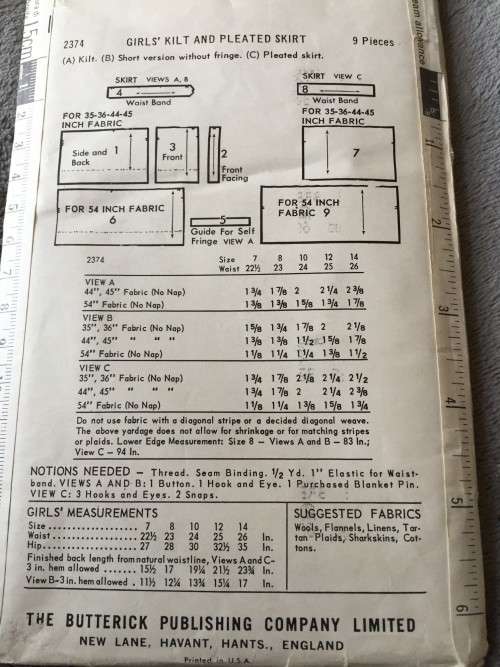 2374 GIRLS' KILT AND PLEATED SKIRT 9 Pieces
(A) Kilt. (B) Short version without fringe. (C) Pleated skirt.
SKIRT VIEWS A, B
4
Waist Band
SKIRT VIEW C
8
Waist Band
FOR 35-36-44-45
INCH FABRIC
FOR 35-36-44-45
INCH FABRIC
Side and 1
Back
3
Front
2
Front
Facing
7
FOR 54 INCH FABRIC
6
5
Guide For Self
Fringe VIEW A
FOR 54 INCH
FABRIC 9
2374 Size 7 8 10 12 14
Waist 22½ 23 24 25 26
VIEW A
44", 45" Fabric (No Nap) 1¾ 1⅞ 2 2¼ 2⅜
54" Fabric (No Nap) 1⅜ 1⅜ 1⅝ 1¾ 1⅞
VIEW B
35", 36" Fabric (No Nap) 1⅝ 1¾ 1⅞ 2 2⅛
44", 45" " " " 1⅜ 1⅜ 1½ 1⅝ 1⅞
54" Fabric (No Nap) 1⅛ 1¼ 1¼ 1⅜ 1½
VIEW C
35", 36" Fabric (No Nap) 1¾ 1⅞ 2⅛ 2¼ 2½
44", 45" " " " 1¾ 1⅞ 2 2¼ 2⅜
54" Fabric (No Nap) 1⅛ 1¼ 1⅜ 1⅝ 1¾
Do not use fabric with a diagonal stripe or a decided diagonal weave.
The above yardage does not allow for shrinkage or for matching stripes
or plaids. Lower Edge Measurement: Size 8 – Views A and B – 83 In.;
View C – 94 In.
NOTIONS NEEDED – Thread. Seam Binding. ½ Yd. 1" Elastic for Waist-
band. VIEWS A AND B: 1 Button. 1 Hook and Eye. 1 Purchased Blanket Pin.
VIEW C: 3 Hooks and Eyes. 2 Snaps.
GIRLS' MEASUREMENTS
Size .................. 7 8 10 12 14
Waist .................. 22½ 23 24 25 26 In.
Hip .................. 27 28 30 32½ 35 In.
Finished back length from natural waistline, Views A and C-
3 in. hem allowed ....... 15½ 17 19¼ 21½ 23¾ In.
View B-3 in. hem allowed . 11½ 12¼ 13¾ 15¼ 17 In.
SUGGESTED FABRICS
Wools, Flannels, Linens, Tar-
tan Plaids, Sharkskins, Cot-
tons.
THE BUTTERICK PUBLISHING COMPANY LIMITED
NEW LANE, HAVANT, HANTS., ENGLAND
Printed in U.S.A.